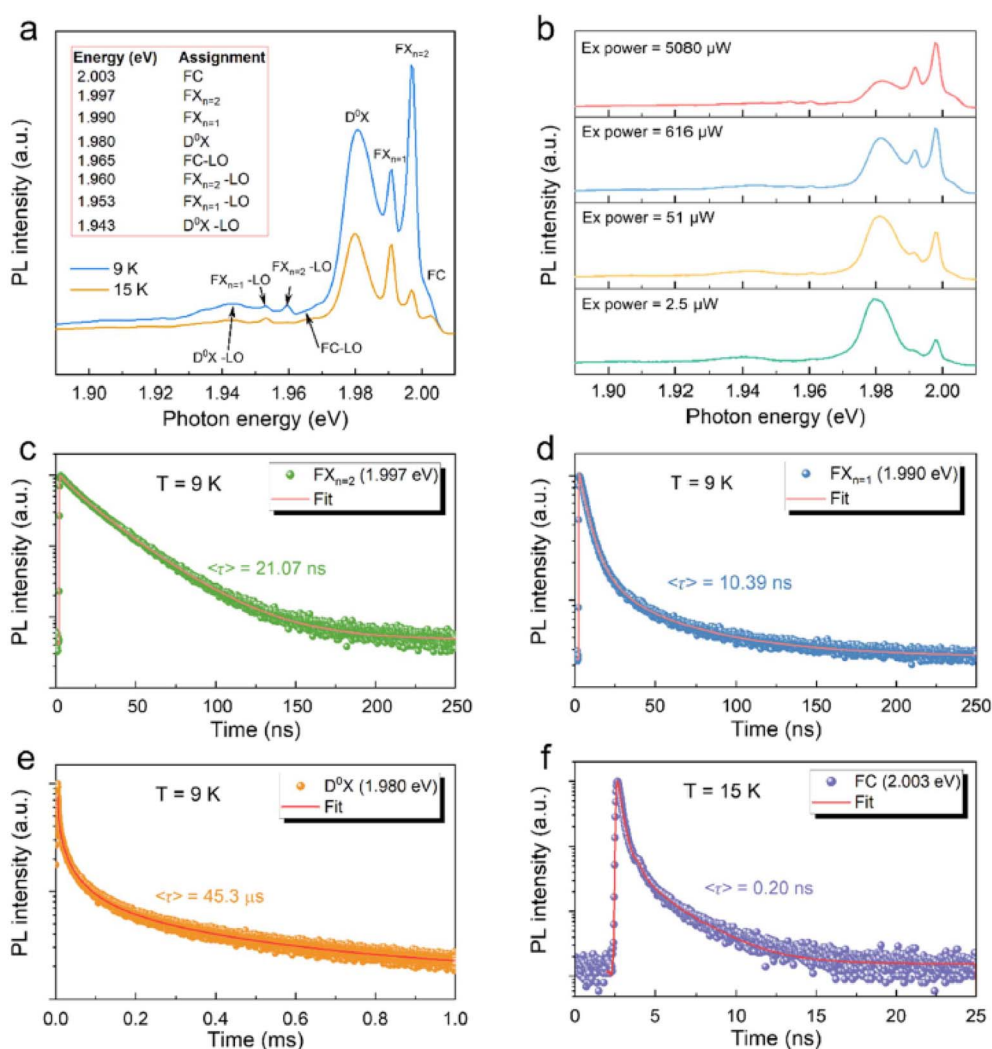 a
Energy (eV) Assignment
2.003 FC
1.997 FXn=2
1.990 FXn=1
1.980 D⁰X
1.965 FC-LO
1.960 FXn=2 -LO
1.953 FXn=1 -LO
1.943 D⁰X -LO
9 K
15 K
FXn=2
D⁰X
FXn=1
FC
FXn=1 -LO
FXn=2 -LO
D⁰X -LO
FC-LO
PL intensity (a.u.)
1.90 1.92 1.94 1.96 1.98 2.00
Photon energy (eV)
b
Ex power = 5080 µW
Ex power = 616 µW
Ex power = 51 µW
Ex power = 2.5 µW
PL intensity (a.u.)
1.90 1.92 1.94 1.96 1.98 2.00
Photon energy (eV)
c
T = 9 K
FXn=2 (1.997 eV)
Fit
<τ> = 21.07 ns
PL intensity (a.u.)
0 50 100 150 200 250
Time (ns)
d
T = 9 K
FXn=1 (1.990 eV)
Fit
<τ> = 10.39 ns
PL intensity (a.u.)
0 50 100 150 200 250
Time (ns)
e
T = 9 K
D⁰X (1.980 eV)
Fit
<τ> = 45.3 µs
PL intensity (a.u.)
0.0 0.2 0.4 0.6 0.8 1.0
Time (ms)
f
T = 15 K
FC (2.003 eV)
Fit
<τ> = 0.20 ns
PL intensity (a.u.)
0 5 10 15 20 25
Time (ns)